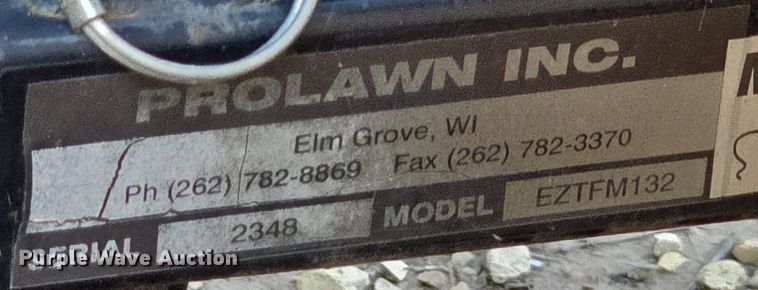 PROLAWN INC.
Elm Grove, WI
Ph (262) 782-8869 Fax (262) 782-3370
SERIAL 2348 MODEL EZTFM132
Purple Wave Auction